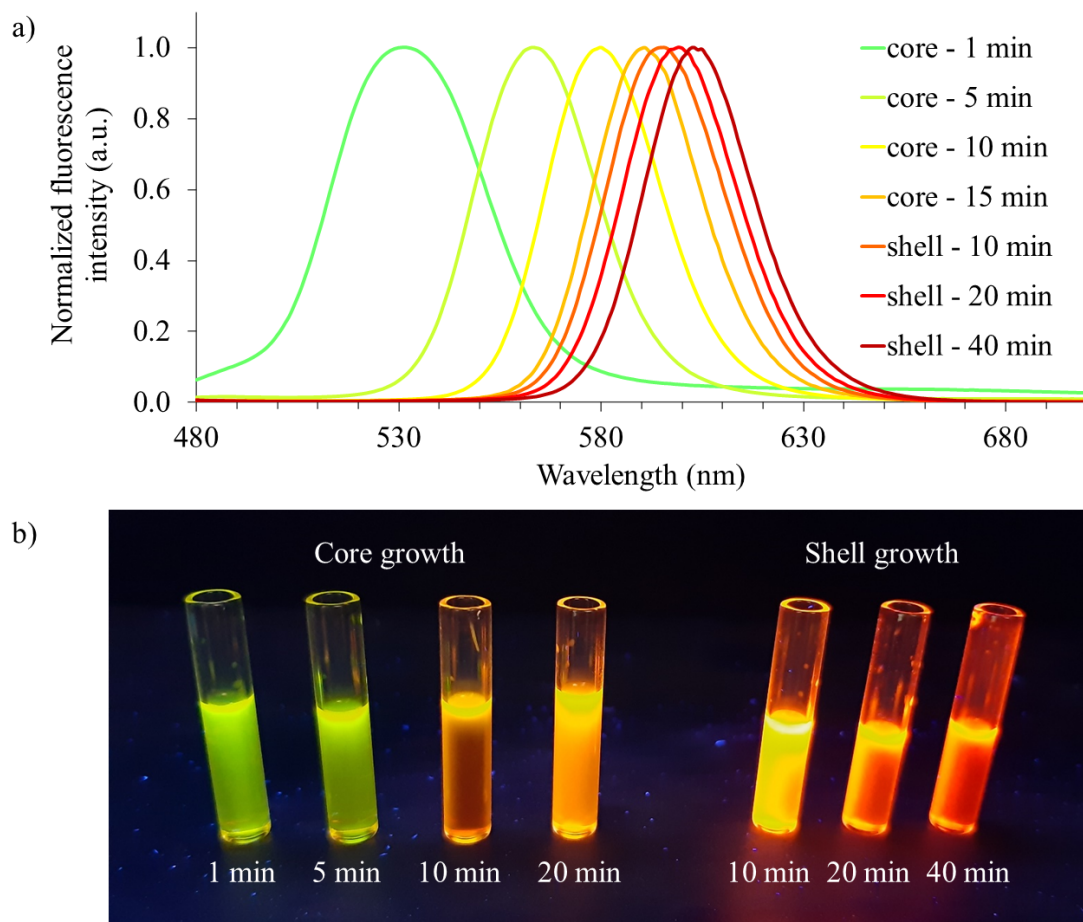 a)
Normalized fluorescence
intensity (a.u.)
1.0
0.8
0.6
0.4
0.2
0.0
480
530
580
630
680
Wavelength (nm)
core - 1 min
core - 5 min
core - 10 min
core - 15 min
shell - 10 min
shell - 20 min
shell - 40 min
b)
Core growth
Shell growth
1 min
5 min
10 min
20 min
10 min
20 min
40 min